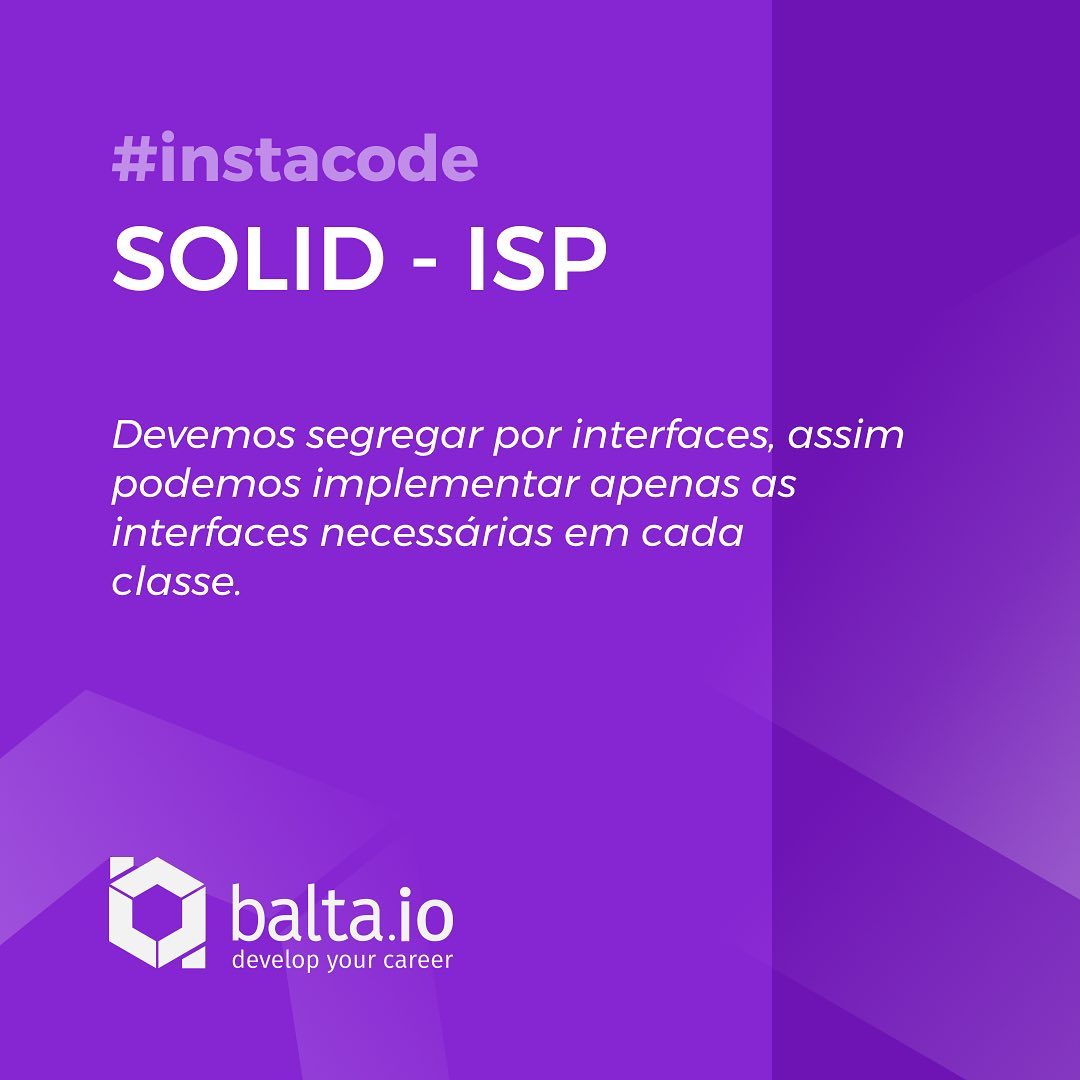 #instacode
SOLID - ISP
Devemos segregar por interfaces, assim
podemos implementar apenas as
interfaces necessárias em cada
classe.
balta.io
develop your career